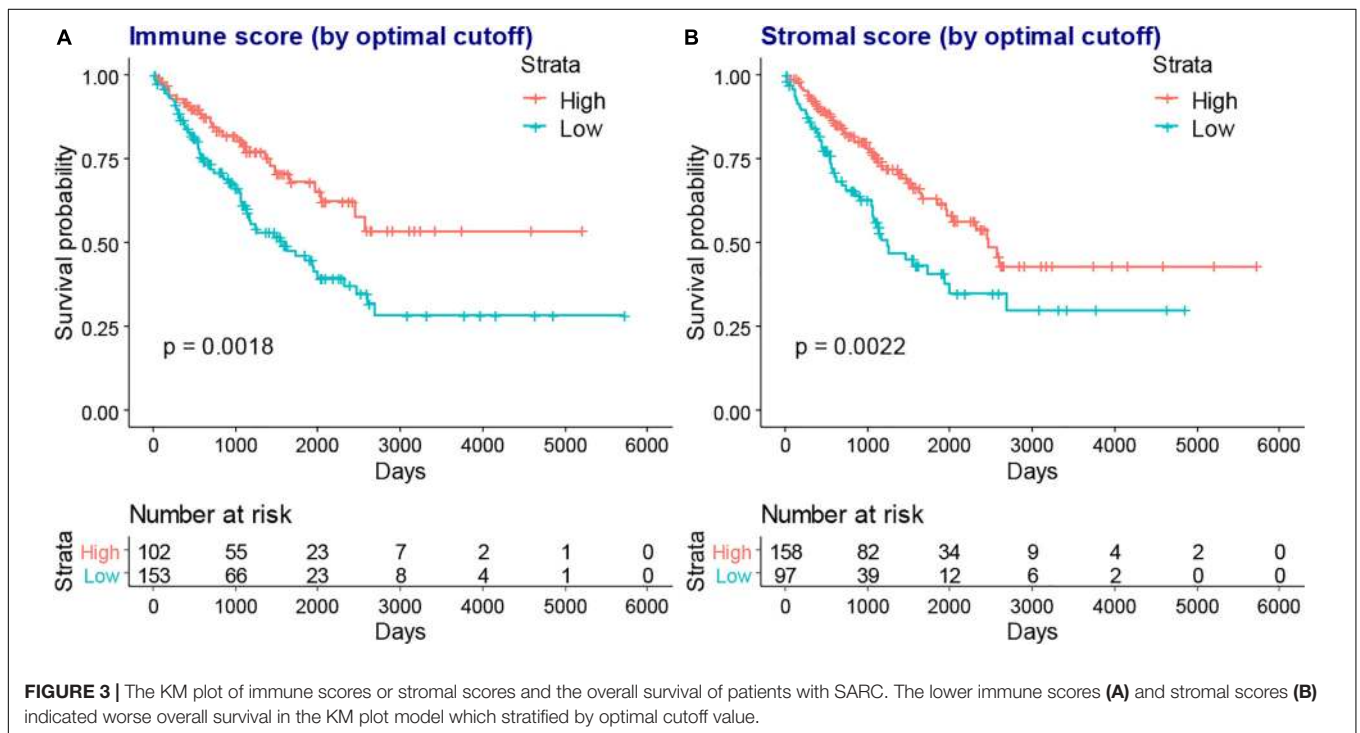 A Immune score (by optimal cutoff)
Strata
High
Low
Survival probability
1.00
0.75
0.50
0.25
0.00
p = 0.0018
0 1000 2000 3000 4000 5000 6000
Days
Number at risk
Strata
High 102 55 23 7 2 1 0
Low 153 66 23 8 4 1 0
0 1000 2000 3000 4000 5000 6000
Days
B Stromal score (by optimal cutoff)
Strata
High
Low
Survival probability
1.00
0.75
0.50
0.25
0.00
p = 0.0022
0 1000 2000 3000 4000 5000 6000
Days
Number at risk
Strata
High 158 82 34 9 4 2 0
Low 97 39 12 6 2 0 0
0 1000 2000 3000 4000 5000 6000
Days
FIGURE 3 | The KM plot of immune scores or stromal scores and the overall survival of patients with SARC. The lower immune scores (A) and stromal scores (B)
indicated worse overall survival in the KM plot model which stratified by optimal cutoff value.